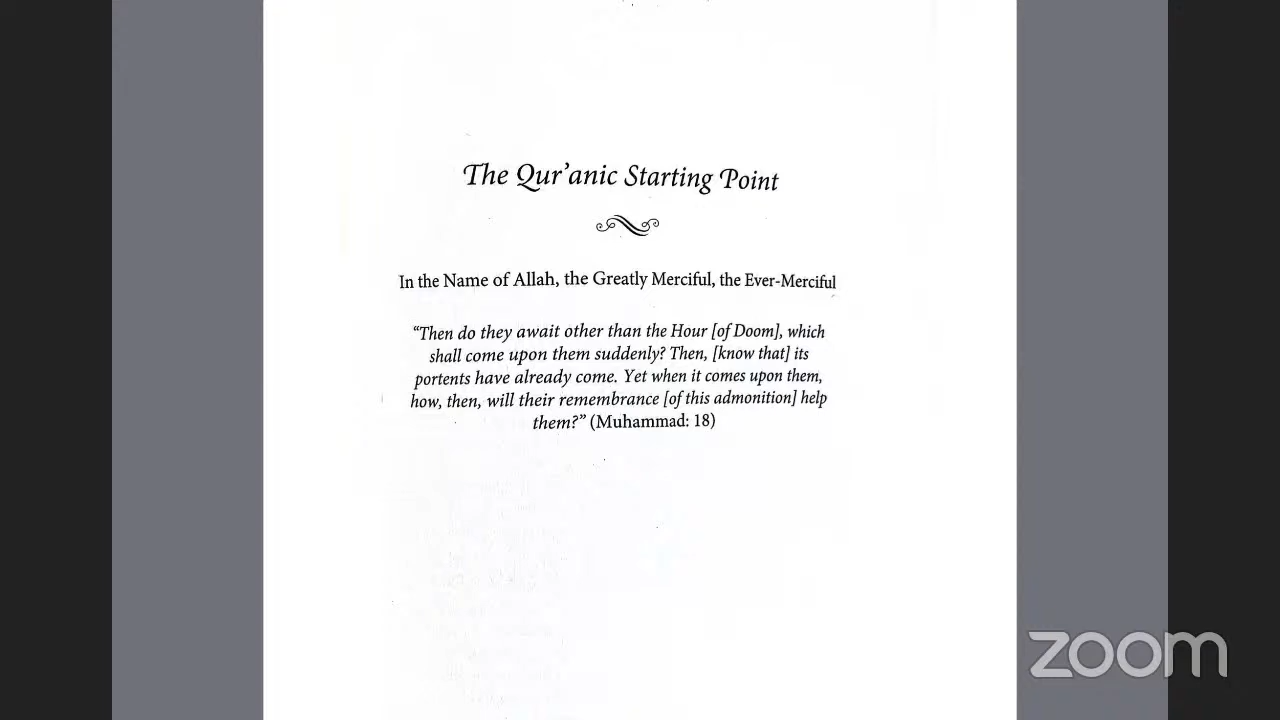 The Qur’anic Starting Point
In the Name of Allah, the Greatly Merciful, the Ever-Merciful
“Then do they await other than the Hour [of Doom], which
shall come upon them suddenly? Then, [know that] its
portents have already come. Yet when it comes upon them,
how, then, will their remembrance [of this admonition] help
them?” (Muhammad: 18)
zoom